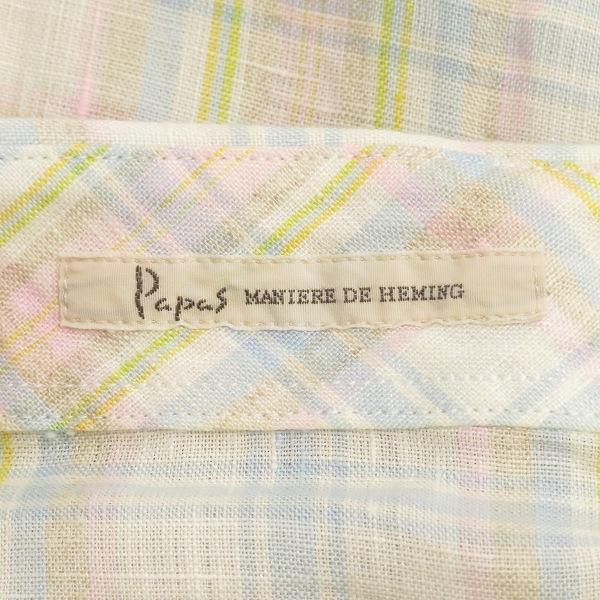 Papas MANIERE DE HEMING